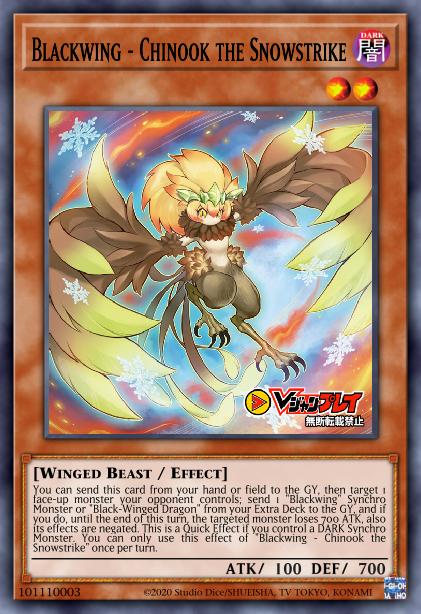 Blackwing - Chinook the Snowstrike
DARK
闇
Vジャンプレイ
無断転載禁止
[Winged Beast / Effect]
You can send this card from your hand or field to the GY, then target 1
face-up monster your opponent controls; send 1 "Blackwing" Synchro
Monster or "Black-Winged Dragon" from your Extra Deck to the GY, and if
you do, until the end of this turn, the targeted monster loses 700 ATK, also
its effects are negated. This is a Quick Effect if you control a DARK Synchro
Monster. You can only use this effect of "Blackwing - Chinook the
Snowstrike" once per turn.
ATK/ 100 DEF/ 700
101110003
©2020 Studio Dice/SHUEISHA, TV TOKYO, KONAMI